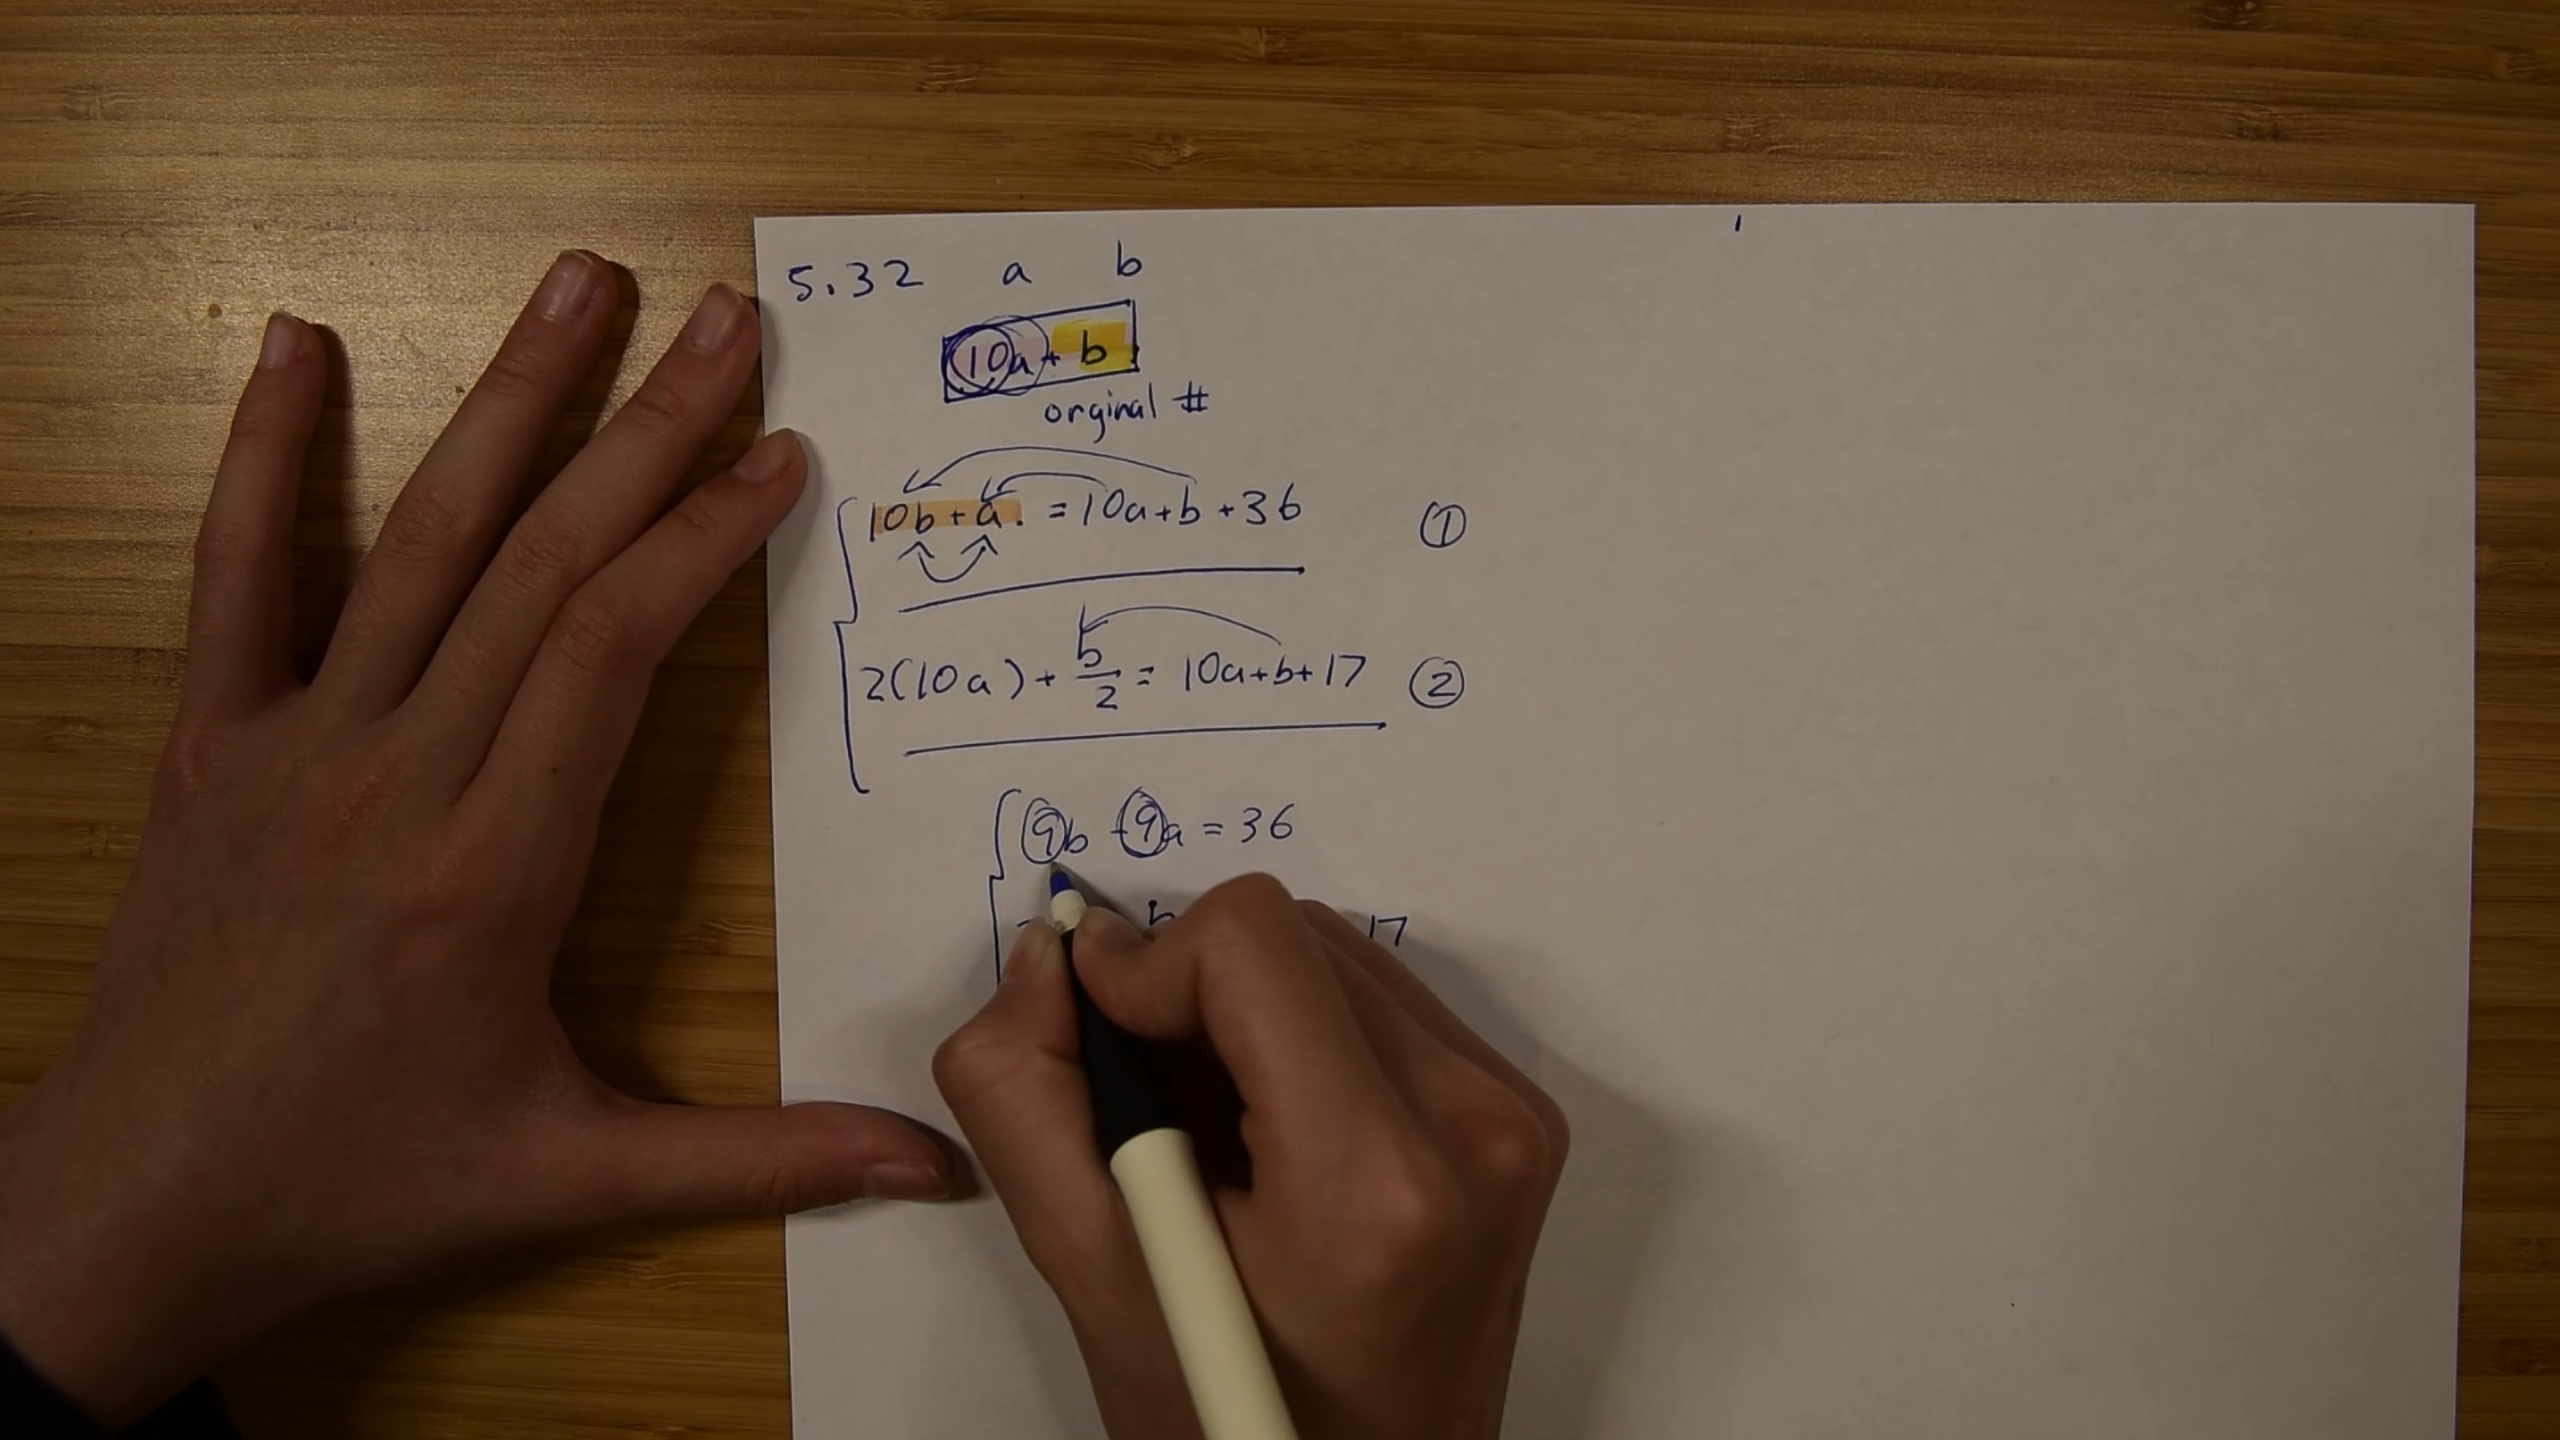 5.32 a b
10a + b
orginal #
10b + a . = 10a + b + 36 ①
2(10a) + b/2 = 10a + b + 17 ②
9b - 9a = 36
b 17